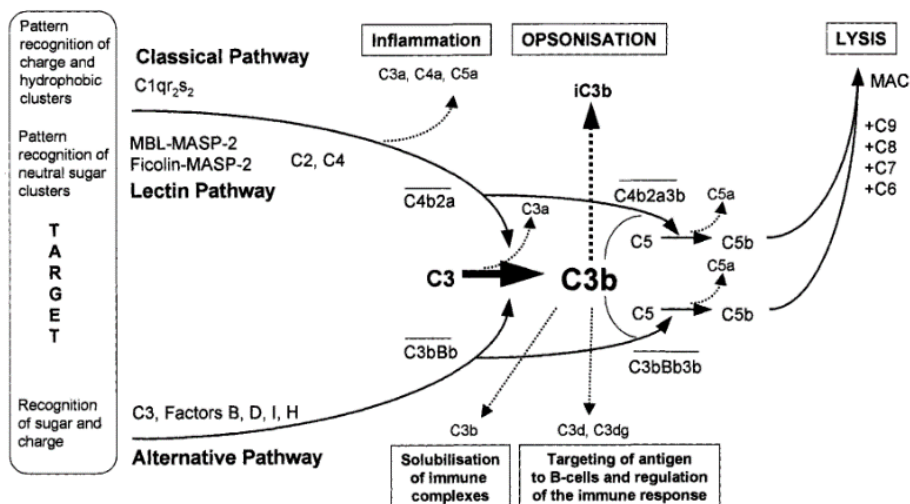 Pattern
recognition of
charge and
hydrophobic
clusters
Pattern
recognition of
neutral sugar
clusters
T
A
R
G
E
T
Recognition
of sugar and
charge
Classical Pathway
C1qr₂s₂
MBL-MASP-2
Ficolin-MASP-2
C2, C4
Lectin Pathway
Inflammation
C3a, C4a, C5a
OPSONISATION
iC3b
LYSIS
MAC
+C9
+C8
+C7
+C6
C4b2a
C3a
C4b2a3b
C5a
C5
C5b
C3
C3b
C5a
C5
C5b
C3bBb
C3bBb3b
C3, Factors B, D, I, H
Alternative Pathway
C3b
Solubilisation
of immune
complexes
C3d, C3dg
Targeting of antigen
to B-cells and regulation
of the immune response